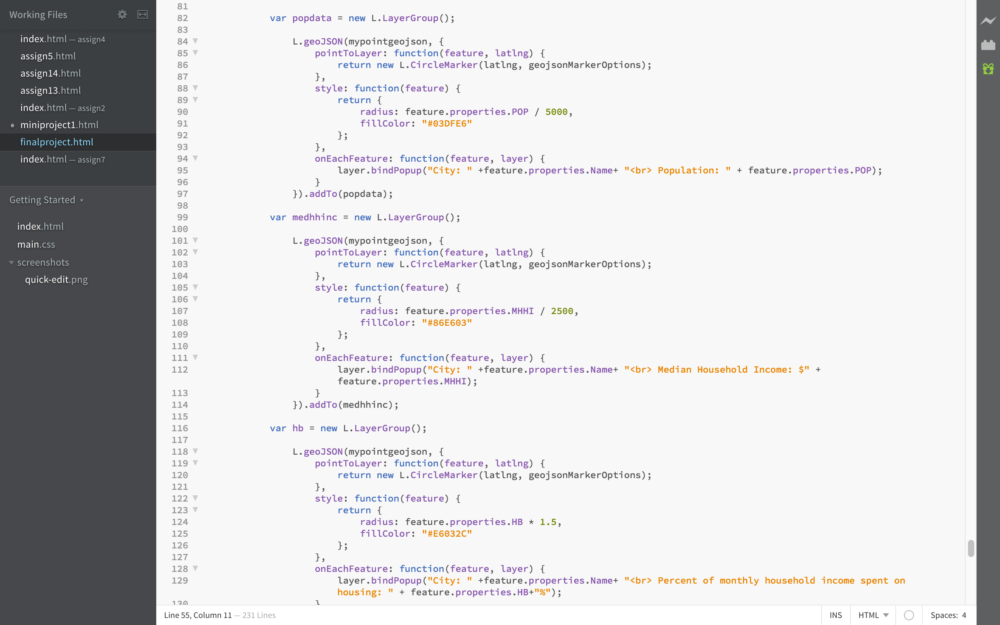 Working Files
index.html — assign4
assign5.html
assign14.html
assign13.html
index.html — assign2
miniproject1.html
finalproject.html
index.html — assign7
Getting Started
index.html
main.css
screenshots
quick-edit.png
81
82 var popdata = new L.LayerGroup();
83
84 L.geoJSON(mypointgeojson, {
85 pointToLayer: function(feature, latlng) {
86 return new L.CircleMarker(latlng, geojsonMarkerOptions);
87 },
88 style: function(feature) {
89 return {
90 radius: feature.properties.POP / 5000,
91 fillColor: "#03DFE6"
92 };
93 },
94 onEachFeature: function(feature, layer) {
95 layer.bindPopup("City: " +feature.properties.Name+ "<br> Population: " + feature.properties.POP);
96 }
97 }).addTo(popdata);
98
99 var medhhinc = new L.LayerGroup();
100
101 L.geoJSON(mypointgeojson, {
102 pointToLayer: function(feature, latlng) {
103 return new L.CircleMarker(latlng, geojsonMarkerOptions);
104 },
105 style: function(feature) {
106 return {
107 radius: feature.properties.MHHI / 2500,
108 fillColor: "#86E603"
109 };
110 },
111 onEachFeature: function(feature, layer) {
112 layer.bindPopup("City: " +feature.properties.Name+ "<br> Median Household Income: $" +
feature.properties.MHHI);
113 }
114 }).addTo(medhhinc);
115
116 var hb = new L.LayerGroup();
117
118 L.geoJSON(mypointgeojson, {
119 pointToLayer: function(feature, latlng) {
120 return new L.CircleMarker(latlng, geojsonMarkerOptions);
121 },
122 style: function(feature) {
123 return {
124 radius: feature.properties.HB * 1.5,
125 fillColor: "#E6032C"
126 };
127 },
128 onEachFeature: function(feature, layer) {
129 layer.bindPopup("City: " +feature.properties.Name+ "<br> Percent of monthly household income spent on
housing: " + feature.properties.HB+"%");
130 }
Line 55, Column 11 — 231 Lines
INS HTML Spaces: 4